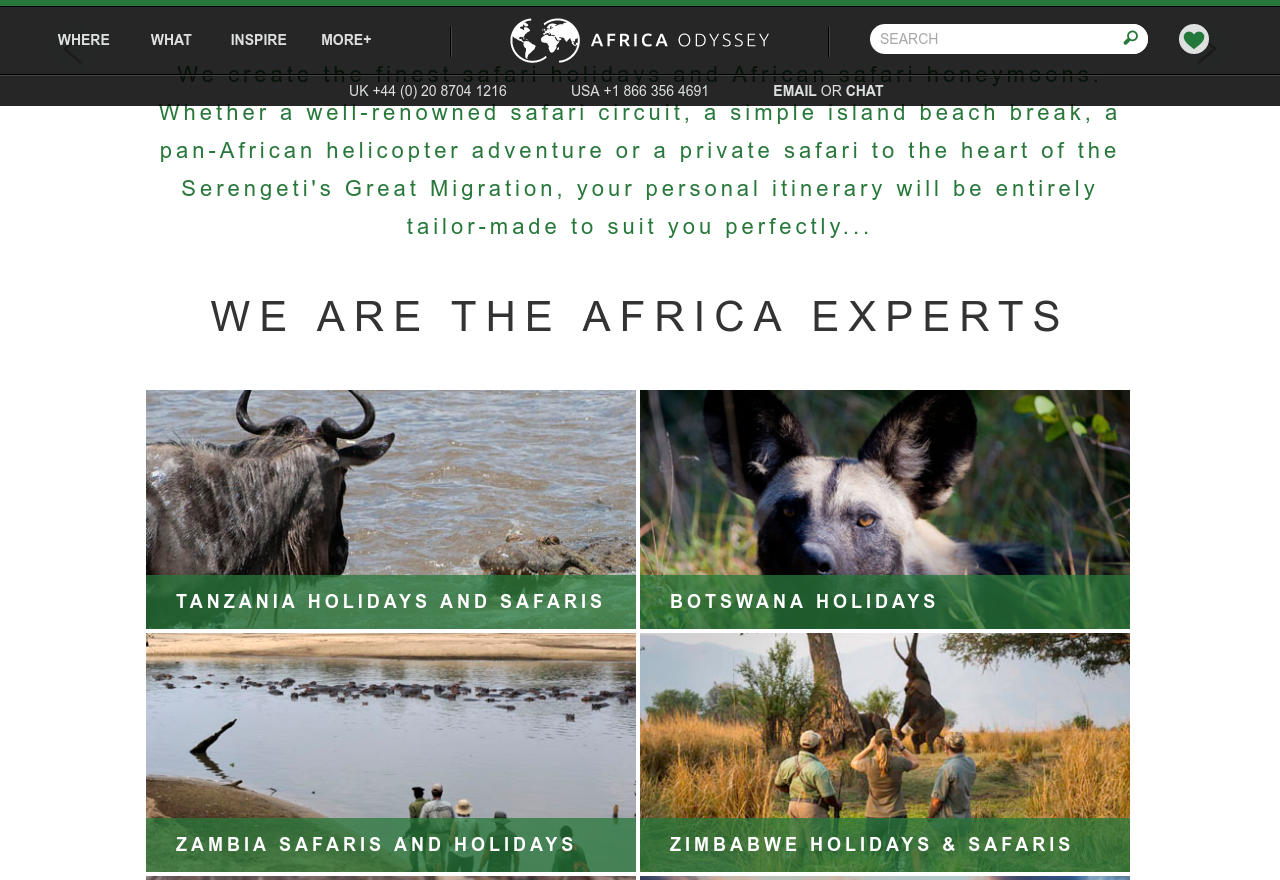 WHERE WHAT INSPIRE MORE+ AFRICA ODYSSEY SEARCH
We create the finest safari holidays and African safari honeymoons.
UK +44 (0) 20 8704 1216 USA +1 866 356 4691 EMAIL OR CHAT
Whether a well-renowned safari circuit, a simple island beach break, a
pan-African helicopter adventure or a private safari to the heart of the
Serengeti's Great Migration, your personal itinerary will be entirely
tailor-made to suit you perfectly...
WE ARE THE AFRICA EXPERTS
TANZANIA HOLIDAYS AND SAFARIS
BOTSWANA HOLIDAYS
ZAMBIA SAFARIS AND HOLIDAYS
ZIMBABWE HOLIDAYS & SAFARIS